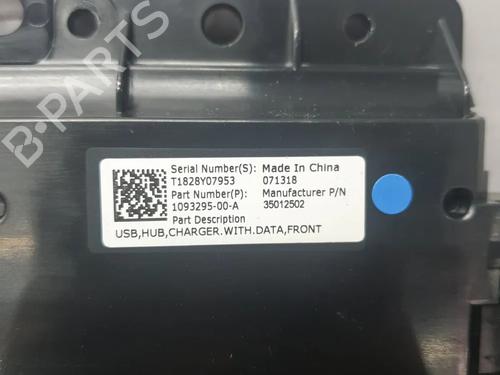 B-PARTS
Serial Number(S): Made In China
T1828Y07953 071318
Part Number(P): Manufacturer P/N
1093295-00-A 35012502
Part Description
USB,HUB,CHARGER.WITH.DATA,FRONT